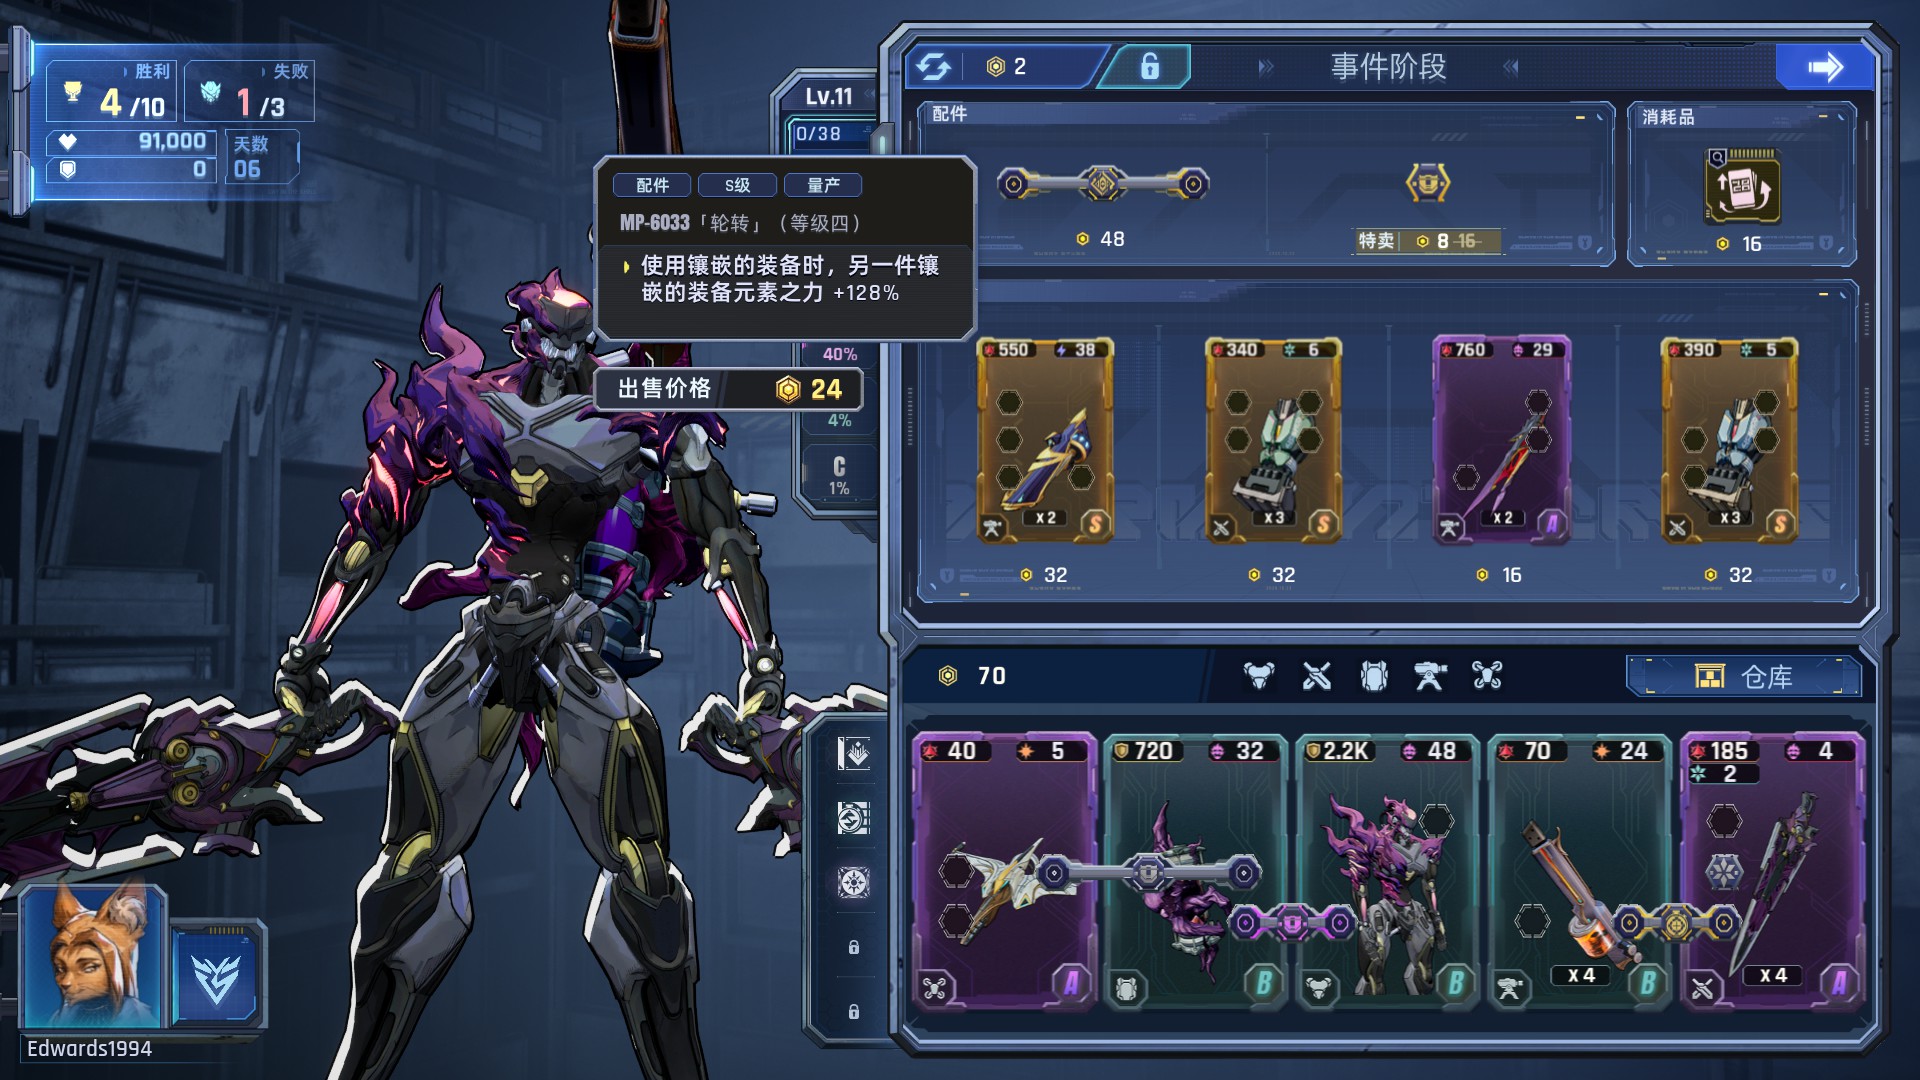 胜利
4/10
失败
1/3
91,000
0
天数
06
Lv.11
0/38
配件
S级
量产
MP-6033「轮转」（等级四）
使用镶嵌的装备时，另一件镶
嵌的装备元素之力 +128%
40%
出售价格
24
4%
C
1%
2
事件阶段
配件
48
特卖
8 16
消耗品
16
550
38
x2
S
32
340
6
x3
S
32
760
29
x2
A
16
390
5
x3
S
32
70
仓库
40
5
A
720
32
B
2.2K
48
B
70
24
x4
B
185
4
2
x4
A
Edwards1994